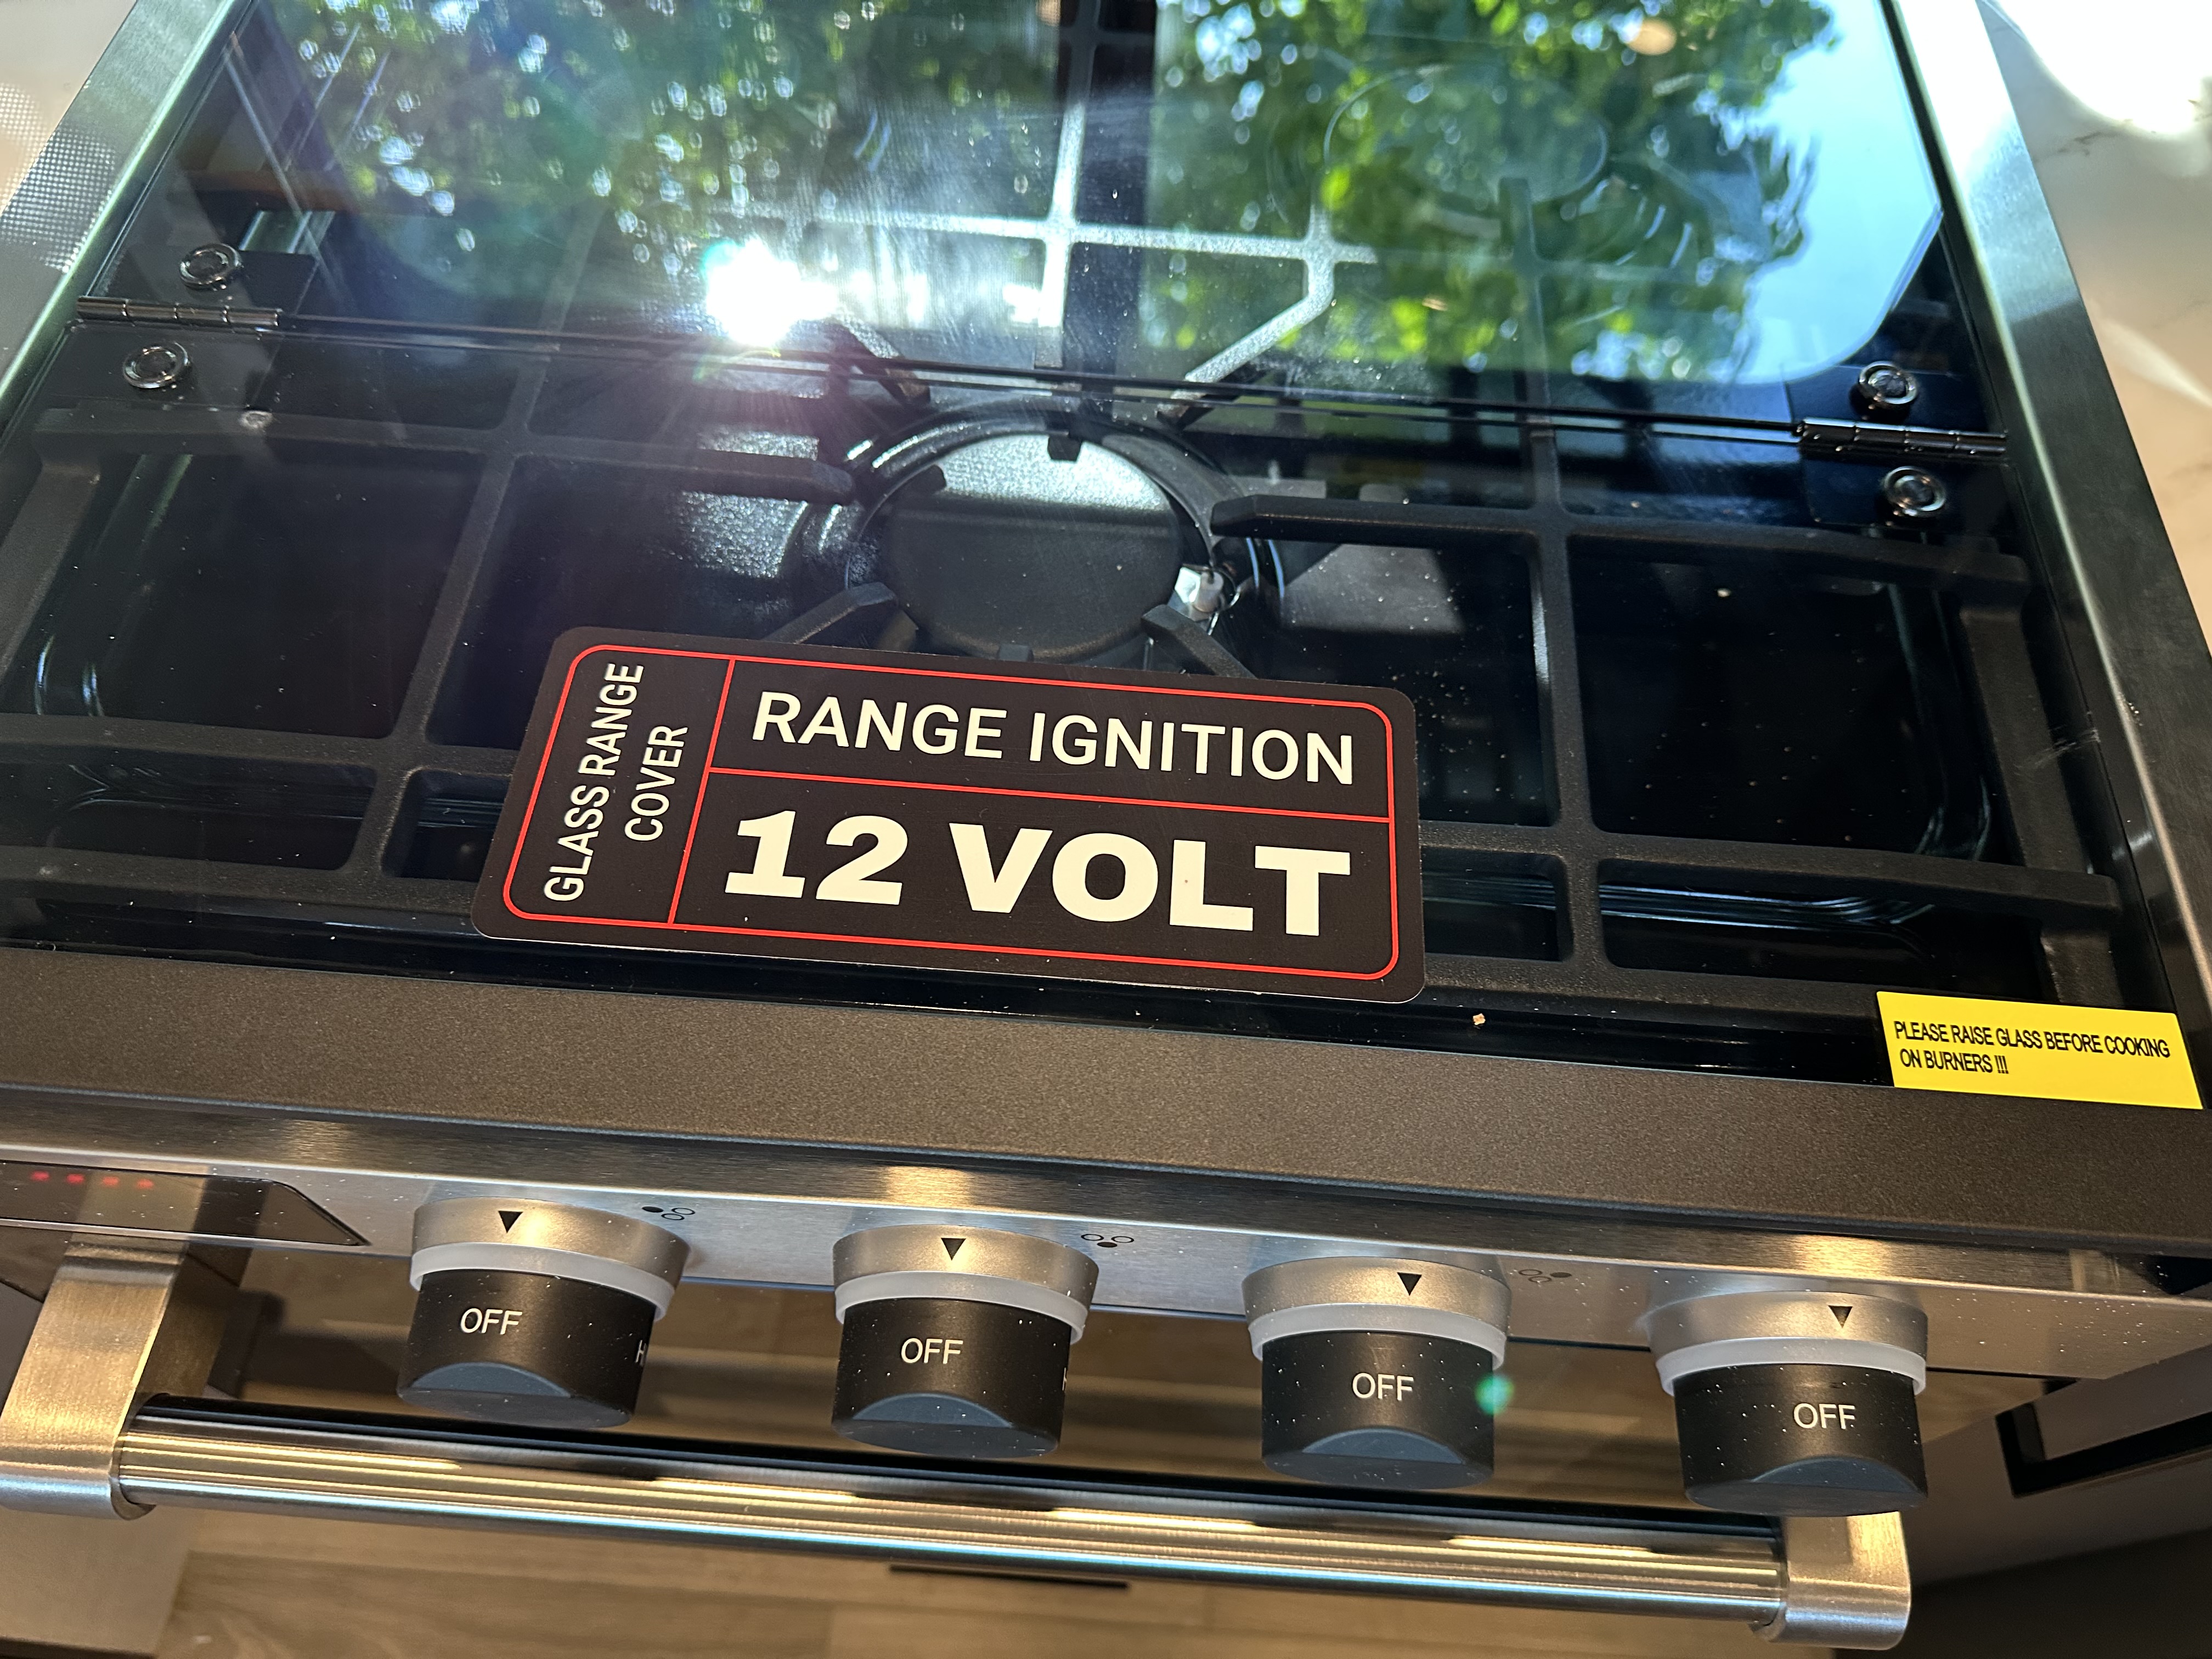 GLASS RANGE
COVER
RANGE IGNITION
12 VOLT
PLEASE RAISE GLASS BEFORE COOKING
ON BURNERS !!!
OFF
OFF
OFF
OFF